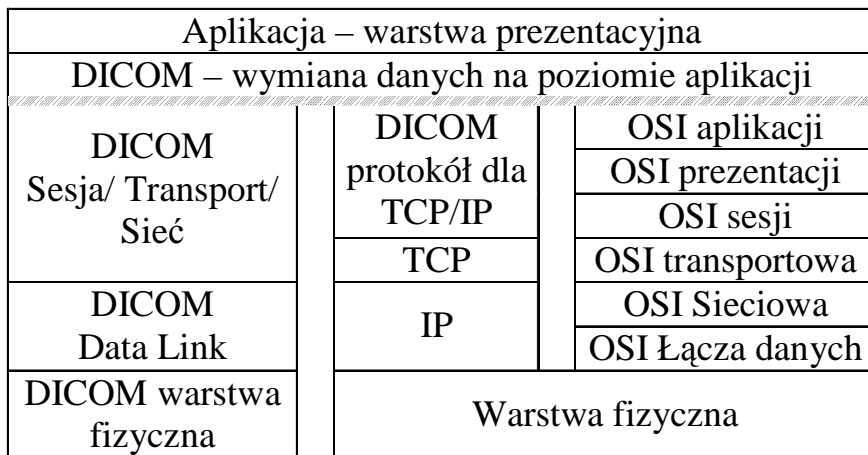 Aplikacja – warstwa prezentacyjna
DICOM – wymiana danych na poziomie aplikacji
DICOM
Sesja/ Transport/
Sieć
DICOM
Data Link
DICOM warstwa
fizyczna
DICOM
protokół dla
TCP/IP
TCP
IP
OSI aplikacji
OSI prezentacji
OSI sesji
OSI transportowa
OSI Sieciowa
OSI Łącza danych
Warstwa fizyczna